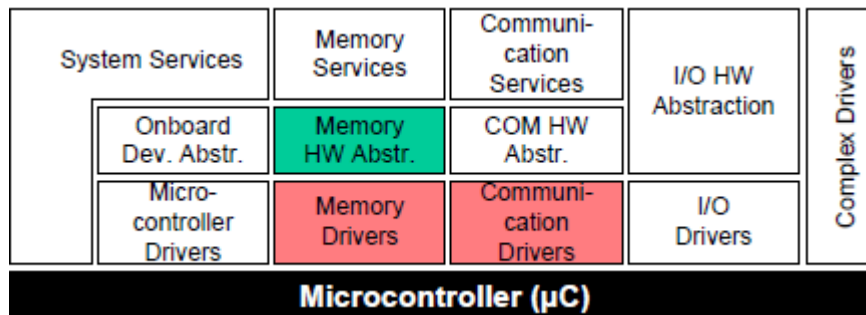 System Services
Memory
Services
Communi-
cation
Services
I/O HW
Abstraction
Complex Drivers
Onboard
Dev. Abstr.
Memory
HW Abstr.
COM HW
Abstr.
Micro-
controller
Drivers
Memory
Drivers
Communi-
cation
Drivers
I/O
Drivers
Microcontroller (µC)